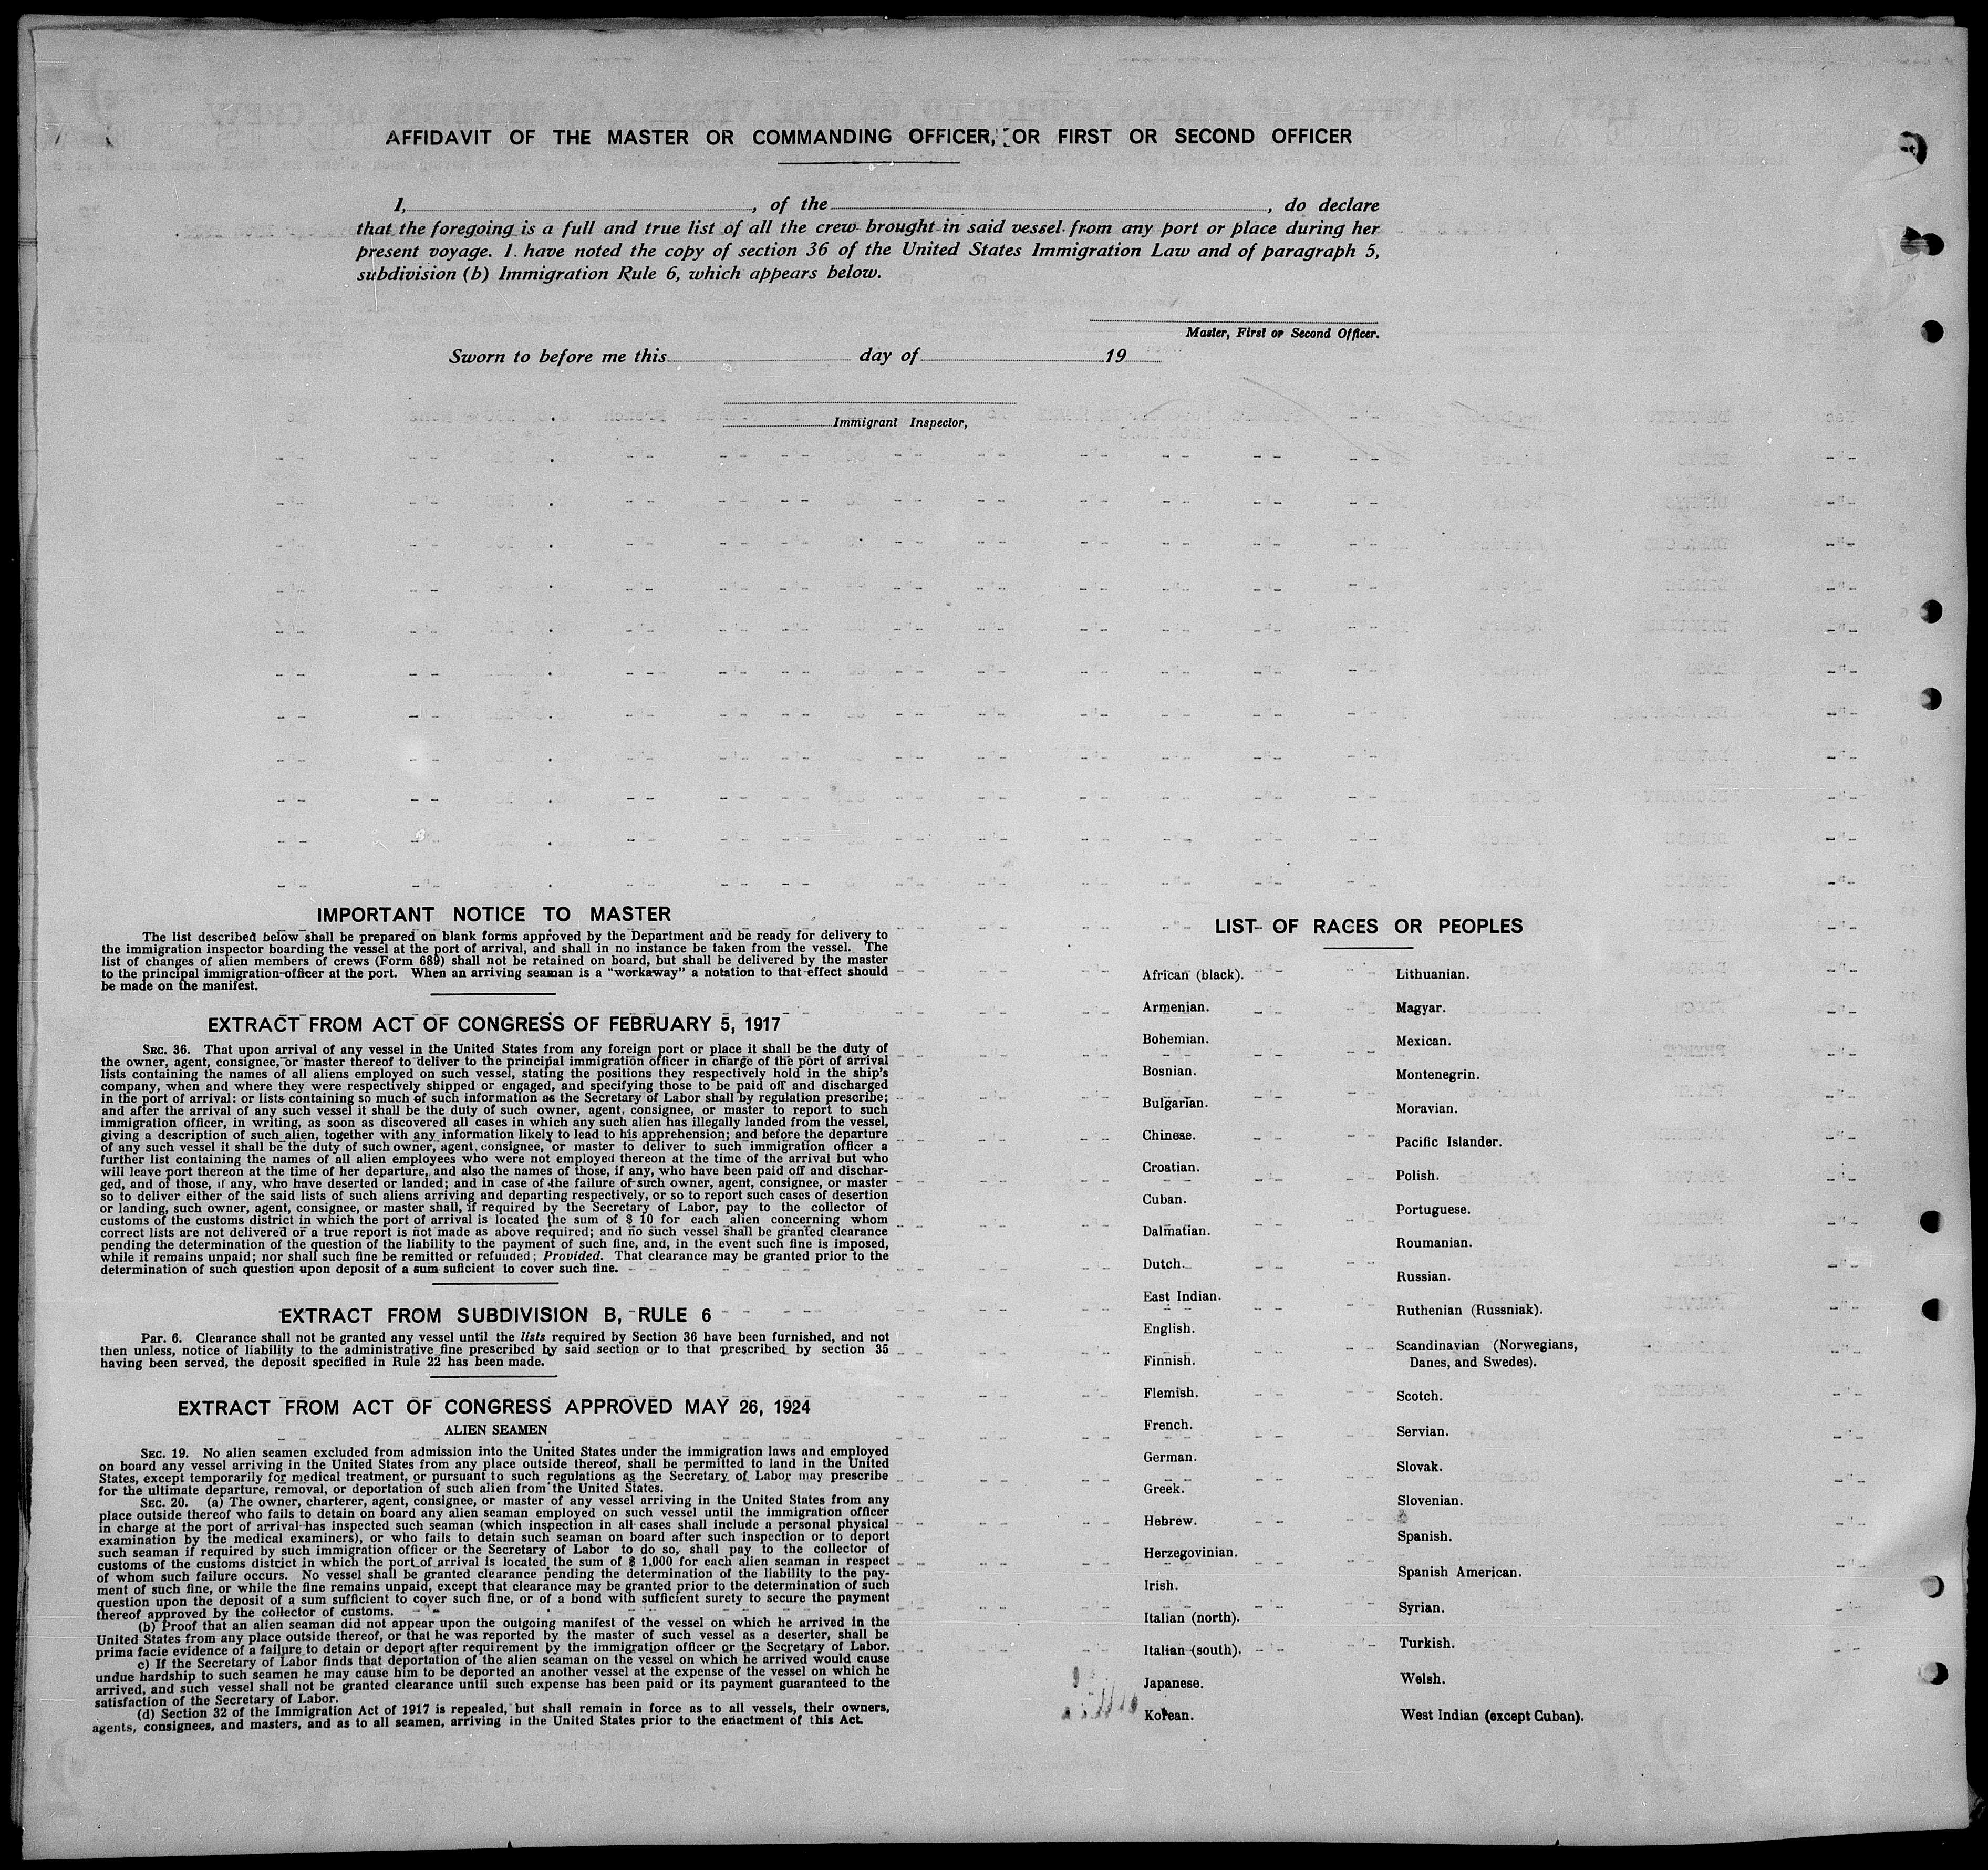 AFFIDAVIT OF THE MASTER OR COMMANDING OFFICER, OR FIRST OR SECOND OFFICER
I, , of the , do declare
that the foregoing is a full and true list of all the crew brought in said vessel from any port or place during her
present voyage. I have noted the copy of section 36 of the United States Immigration Law and of paragraph 5,
subdivision (b) Immigration Rule 6, which appears below.
Master, First or Second Officer.
Sworn to before me this day of 19
Immigrant Inspector,
IMPORTANT NOTICE TO MASTER
The list described below shall be prepared on blank forms approved by the Department and be ready for delivery to
the immigration inspector boarding the vessel at the port of arrival, and shall in no instance be taken from the vessel. The
list of changes of alien members of crews (Form 689) shall not be retained on board, but shall be delivered by the master
to the principal immigration officer at the port. When an arriving seaman is a “workaway” a notation to that effect should
be made on the manifest.
EXTRACT FROM ACT OF CONGRESS OF FEBRUARY 5, 1917
SEC. 36. That upon arrival of any vessel in the United States from any foreign port or place it shall be the duty of
the owner, agent, consignee, or master thereof to deliver to the principal immigration officer in charge of the port of arrival
lists containing the names of all aliens employed on such vessel, stating the positions they respectively hold in the ship's
company, when and where they were respectively shipped or engaged, and specifying those to be paid off and discharged
in the port of arrival: or lists containing so much of such information as the Secretary of Labor shall by regulation prescribe;
and after the arrival of any such vessel it shall be the duty of such owner, agent, consignee, or master to report to such
immigration officer, in writing, as soon as discovered all cases in which any such alien has illegally landed from the vessel,
giving a description of such alien, together with any information likely to lead to his apprehension; and before the departure
of any such vessel it shall be the duty of such owner, agent, consignee, or master to deliver to such immigration officer a
further list containing the names of all alien employees who were not employed thereon at the time of the arrival but who
will leave port thereon at the time of her departure, and also the names of those, if any, who have been paid off and dischar-
ged, and of those, if any, who have deserted or landed; and in case of the failure of such owner, agent, consignee, or master
so to deliver either of the said lists of such aliens arriving and departing respectively, or so to report such cases of desertion
or landing, such owner, agent, consignee, or master shall, if required by the Secretary of Labor, pay to the collector of
customs of the customs district in which the port of arrival is located the sum of $ 10 for each alien concerning whom
correct lists are not delivered or a true report is not made as above required; and no such vessel shall be granted clearance
pending the determination of the question of the liability to the payment of such fine, and, in the event such fine is imposed,
while it remains unpaid; nor shall such fine be remitted or refunded; Provided. That clearance may be granted prior to the
determination of such question upon deposit of a sum suficient to cover such fine.
EXTRACT FROM SUBDIVISION B, RULE 6
Par. 6. Clearance shall not be granted any vessel until the lists required by Section 36 have been furnished, and not
then unless, notice of liability to the administrative fine prescribed by said section or to that prescribed by section 35
having been served, the deposit specified in Rule 22 has been made.
EXTRACT FROM ACT OF CONGRESS APPROVED MAY 26, 1924
ALIEN SEAMEN
SEC. 19. No alien seamen excluded from admission into the United States under the immigration laws and employed
on board any vessel arriving in the United States from any place outside thereof, shall be permitted to land in the United
States, except temporarily for medical treatment, or pursuant to such regulations as the Secretary of Labor may prescribe
for the ultimate departure, removal, or deportation of such alien from the United States.
SEC. 20. (a) The owner, charterer, agent, consignee, or master of any vessel arriving in the United States from any
place outside thereof who fails to detain on board any alien seaman employed on such vessel until the immigration officer
in charge at the port of arrival has inspected such seaman (which inspection in all cases shall include a personal physical
examination by the medical examiners), or who fails to detain such seaman on board after such inspection or to deport
such seaman if required by such immigration officer or the Secretary of Labor to do so, shall pay to the collector of
customs of the customs district in which the port of arrival is located the sum of $ 1.000 for each alien seaman in respect
of whom such failure occurs. No vessel shall be granted clearance pending the determination of the liability to the pay-
ment of such fine, or while the fine remains unpaid, except that clearance may be granted prior to the determination of such
question upon the deposit of a sum sufficient to cover such fine, or of a bond with sufficient surety to secure the payment
thereof approved by the collector of customs.
(b) Proof that an alien seaman did not appear upon the outgoing manifest of the vessel on which he arrived in the
United States from any place outside thereof, or that he was reported by the master of such vessel as a deserter, shall be
prima facie evidence of a failure to detain or deport after requirement by the immigration officer or the Secretary of Labor.
c) If the Secretary of Labor finds that deportation of the alien seaman on the vessel on which he arrived would cause
undue hardship to such seamen he may cause him to be deported an another vessel at the expense of the vessel on which he
arrived, and such vessel shall not be granted clearance until such expense has been paid or its payment guaranteed to the
satisfaction of the Secretary of Labor.
(d) Section 32 of the Immigration Act of 1917 is repealed, but shall remain in force as to all vessels, their owners,
agents, consignees, and masters, and as to all seamen, arriving in the United States prior to the enactment of this Act.
LIST OF RACES OR PEOPLES
African (black).
Armenian.
Bohemian.
Bosnian.
Bulgarian.
Chinese.
Croatian.
Cuban.
Dalmatian.
Dutch.
East Indian.
English.
Finnish.
Flemish.
French.
German.
Greek.
Hebrew.
Herzegovinian.
Irish.
Italian (north).
Italian (south).
Japanese.
Korean.
Lithuanian.
Magyar.
Mexican.
Montenegrin.
Moravian.
Pacific Islander.
Polish.
Portuguese.
Roumanian.
Russian.
Ruthenian (Russniak).
Scandinavian (Norwegians,
Danes, and Swedes).
Scotch.
Servian.
Slovak.
Slovenian.
Spanish.
Spanish American.
Syrian.
Turkish.
Welsh.
West Indian (except Cuban).